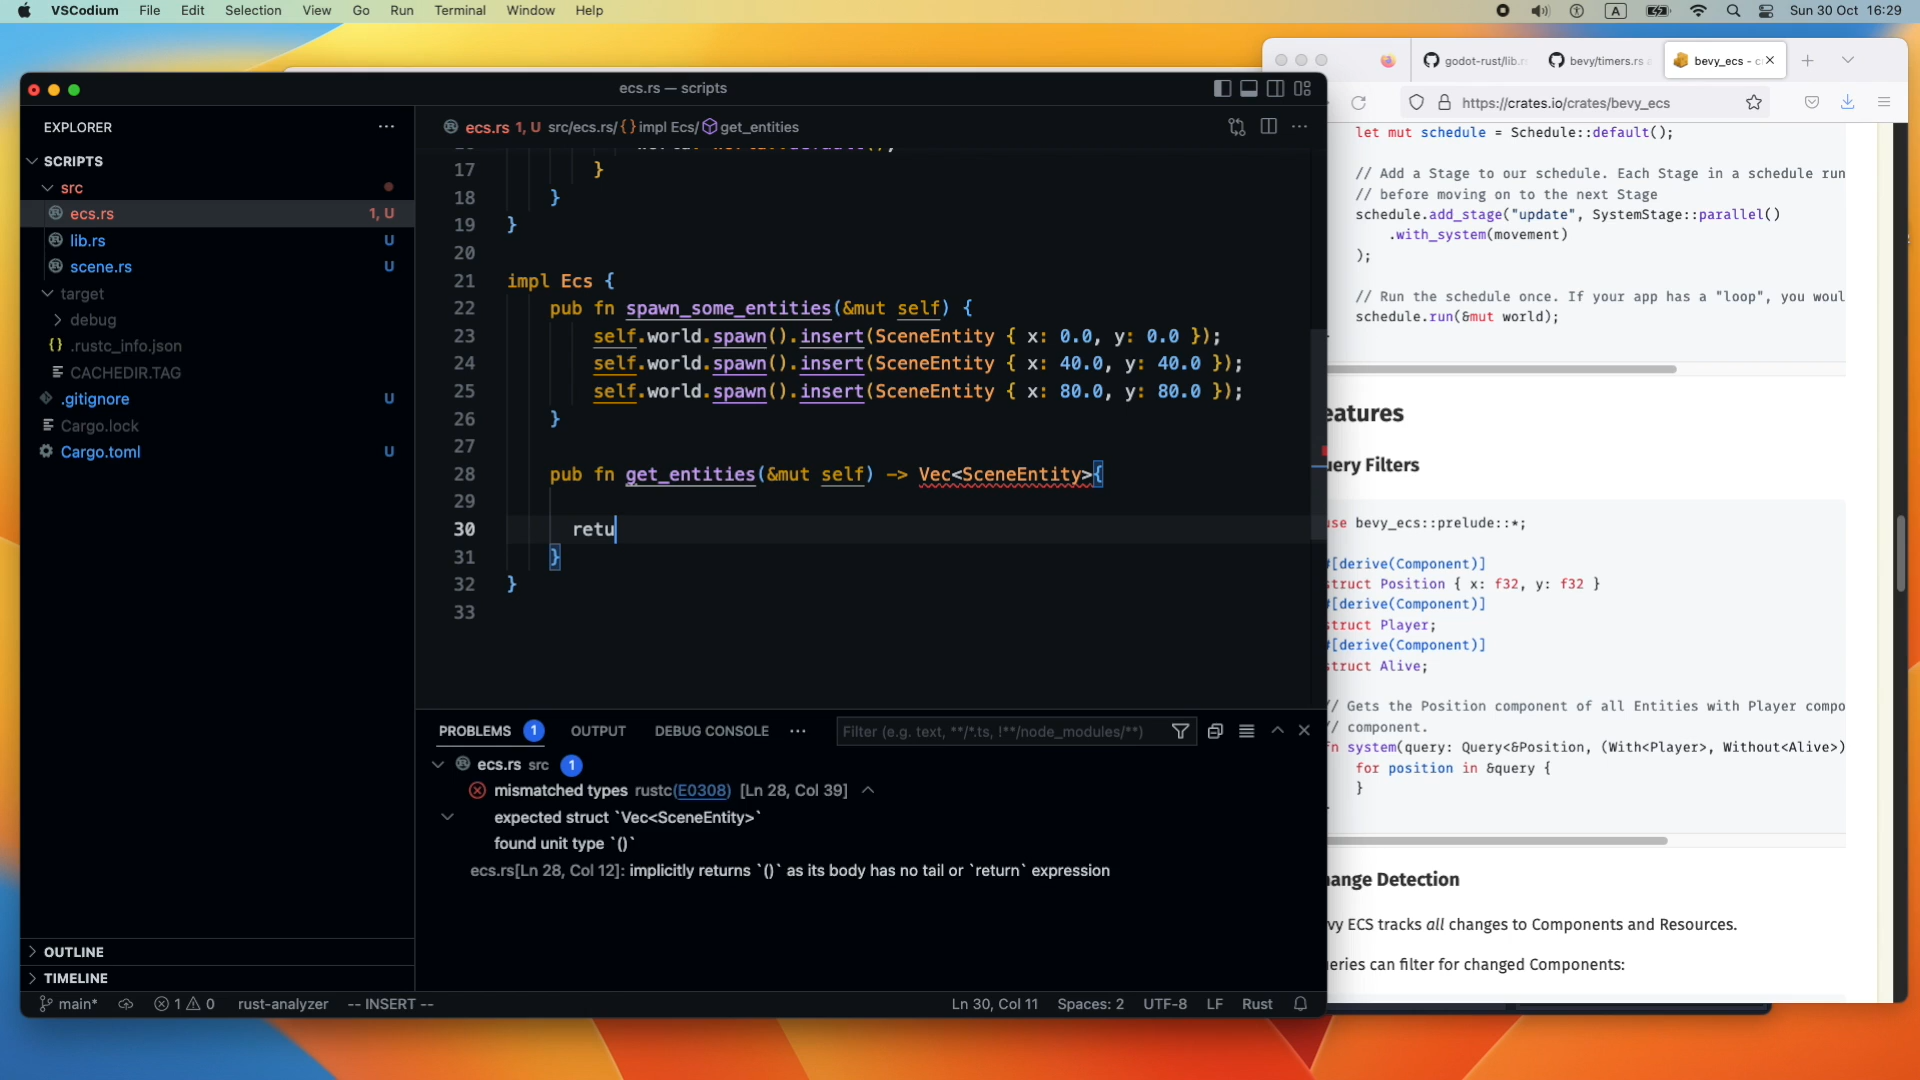 VSCodium File Edit Selection View Go Run Terminal Window Help
A
Sun 30 Oct 16:29
ecs.rs — scripts
godot-rust/lib.r
bevy/timers.rs
bevy_ecs - c
https://crates.io/crates/bevy_ecs
EXPLORER
SCRIPTS
src
ecs.rs 1, U
lib.rs U
scene.rs U
target
debug
.rustc_info.json
CACHEDIR.TAG
.gitignore U
Cargo.lock
Cargo.toml U
OUTLINE
TIMELINE
ecs.rs 1, U src/ecs.rs/ {} impl Ecs/ get_entities
17 }
18 }
19 }
20
21 impl Ecs {
22 pub fn spawn_some_entities(&mut self) {
23 self.world.spawn().insert(SceneEntity { x: 0.0, y: 0.0 });
24 self.world.spawn().insert(SceneEntity { x: 40.0, y: 40.0 });
25 self.world.spawn().insert(SceneEntity { x: 80.0, y: 80.0 });
26 }
27
28 pub fn get_entities(&mut self) -> Vec<SceneEntity>{
29
30 retu
31 }
32 }
33
PROBLEMS 1 OUTPUT DEBUG CONSOLE
Filter (e.g. text, **/*.ts, !**/node_modules/**)
ecs.rs src 1
mismatched types rustc(E0308) [Ln 28, Col 39]
expected struct `Vec<SceneEntity>`
found unit type `()`
ecs.rs[Ln 28, Col 12]: implicitly returns `()` as its body has no tail or `return` expression
main* 1 0 rust-analyzer -- INSERT --
Ln 30, Col 11 Spaces: 2 UTF-8 LF Rust
let mut schedule = Schedule::default();
// Add a Stage to our schedule. Each Stage in a schedule run
// before moving on to the next Stage
schedule.add_stage("update", SystemStage::parallel()
.with_system(movement)
);
// Run the schedule once. If your app has a "loop", you woul
schedule.run(&mut world);
eatures
uery Filters
se bevy_ecs::prelude::*;
#[derive(Component)]
truct Position { x: f32, y: f32 }
#[derive(Component)]
truct Player;
#[derive(Component)]
truct Alive;
/ Gets the Position component of all Entities with Player compo
/ component.
n system(query: Query<&Position, (With<Player>, Without<Alive>)
for position in &query {
}
ange Detection
vy ECS tracks all changes to Components and Resources.
eries can filter for changed Components: